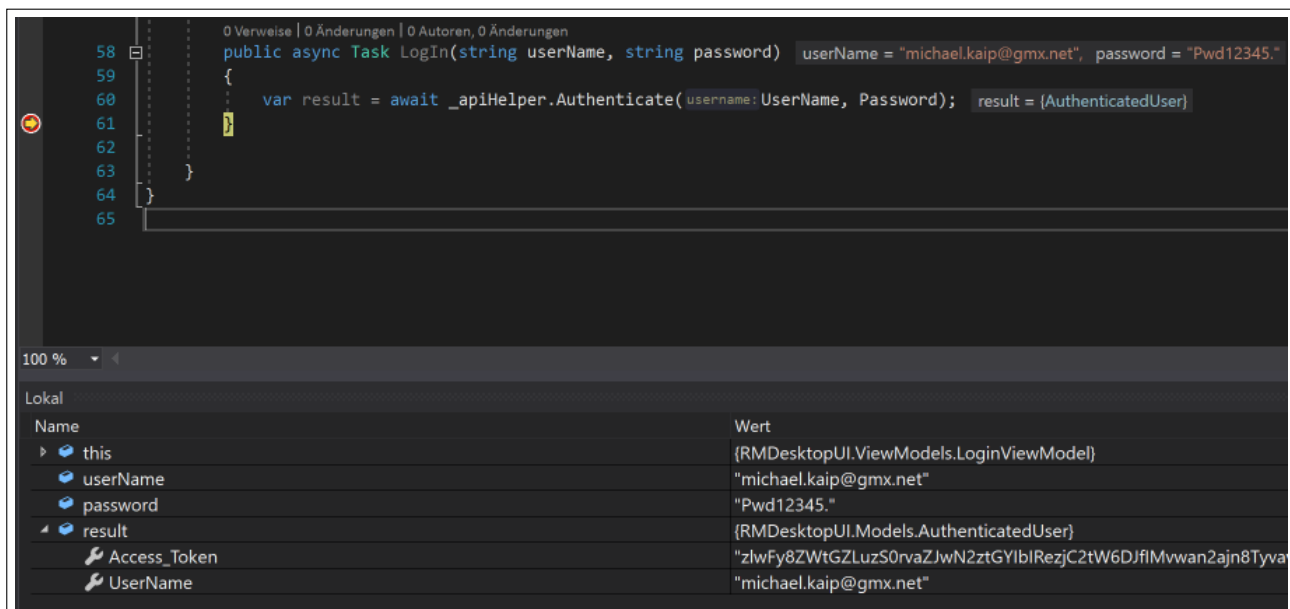 0 Verweise | 0 Änderungen | 0 Autoren, 0 Änderungen
58 public async Task LogIn(string userName, string password) userName = "michael.kaip@gmx.net", password = "Pwd12345."
59 {
60 var result = await _apiHelper.Authenticate(username: UserName, Password); result = {AuthenticatedUser}
61 }
62
63 }
64 }
65
100 %
Lokal
Name Wert
this {RMDesktopUI.ViewModels.LoginViewModel}
userName "michael.kaip@gmx.net"
password "Pwd12345."
result {RMDesktopUI.Models.AuthenticatedUser}
Access_Token
UserName "michael.kaip@gmx.net"